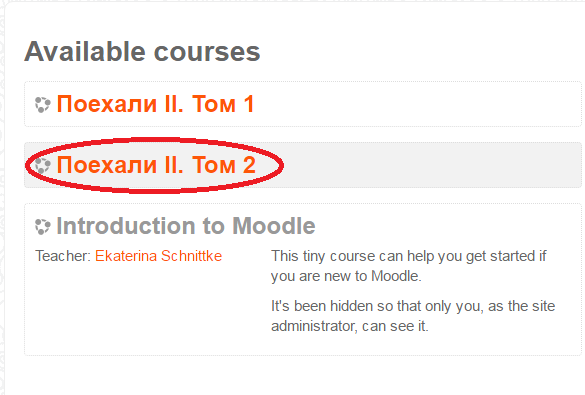 Available courses
Поехали II. Том 1
Поехали II. Том 2
Introduction to Moodle
Teacher: Ekaterina Schnittke
This tiny course can help you get started if
you are new to Moodle.
It's been hidden so that only you, as the site
administrator, can see it.